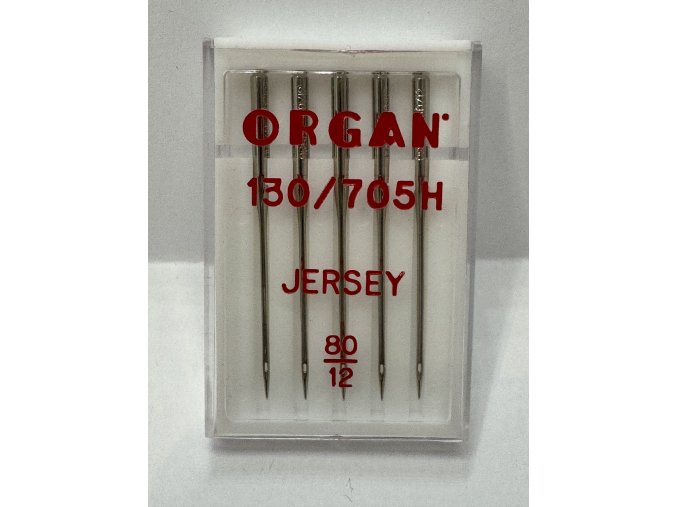 ORGAN
130/705H
JERSEY
80
12